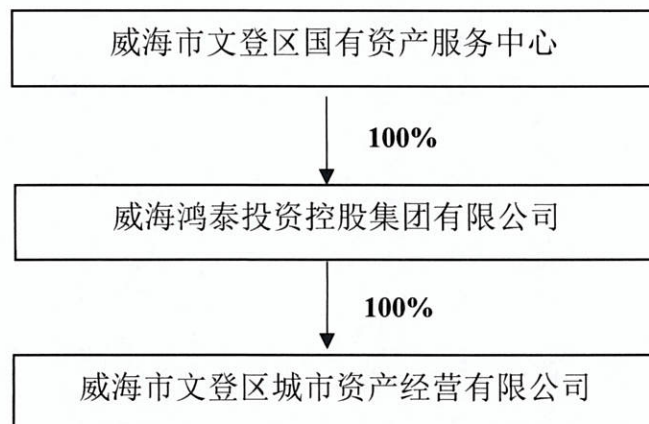 威海市文登区国有资产服务中心
100%
威海鸿泰投资控股集团有限公司
100%
威海市文登区城市资产经营有限公司